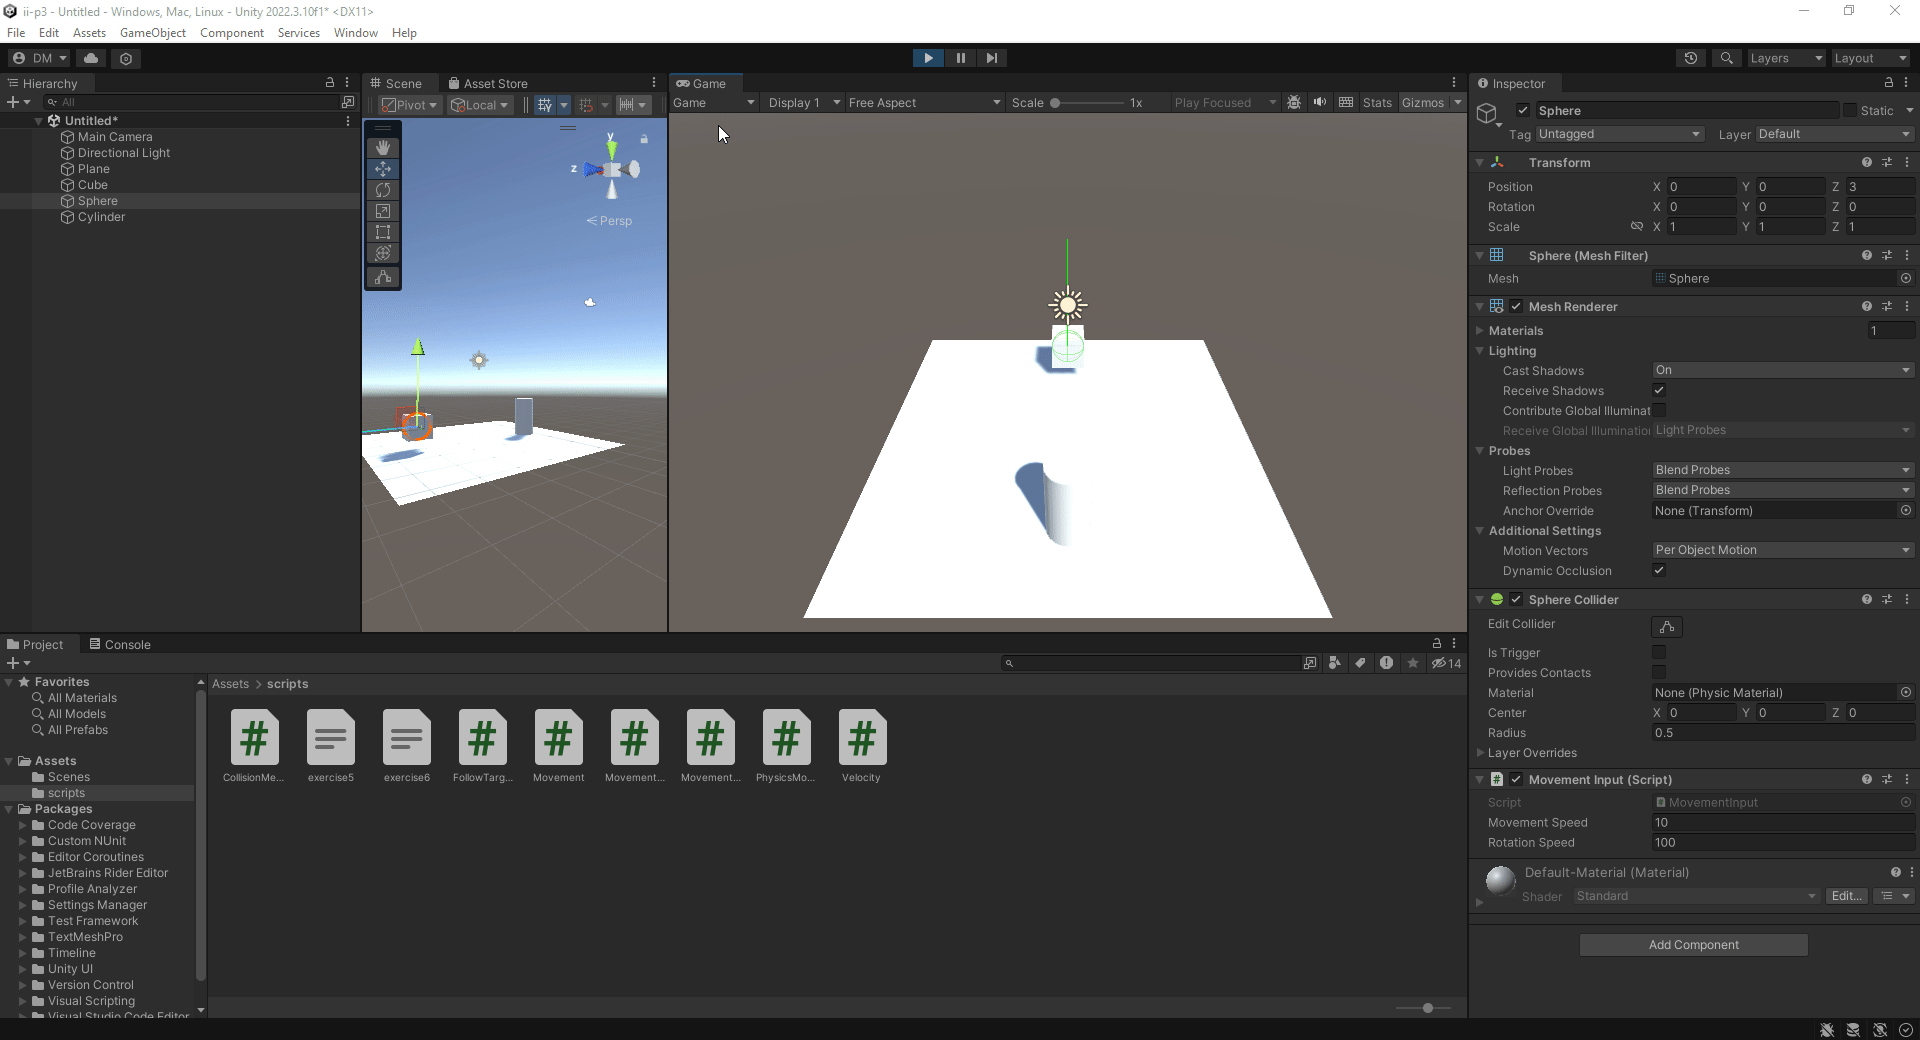 ii-p3 - Untitled - Windows, Mac, Linux - Unity 2022.3.10f1* <DX11>
File Edit Assets GameObject Component Services Window Help
DM
Layers
Layout
Hierarchy
All
Untitled*
Main Camera
Directional Light
Plane
Cube
Sphere
Cylinder
Scene
Asset Store
Pivot
Local
y
z
Persp
Game
Game
Display 1
Free Aspect
Scale
1x
Play Focused
Stats
Gizmos
Inspector
Sphere
Static
Tag Untagged
Layer Default
Transform
Position X 0 Y 0 Z 3
Rotation X 0 Y 0 Z 0
Scale X 1 Y 1 Z 1
Sphere (Mesh Filter)
Mesh Sphere
Mesh Renderer
Materials 1
Lighting
Cast Shadows On
Receive Shadows
Contribute Global Illuminat
Receive Global Illumination Light Probes
Probes
Light Probes Blend Probes
Reflection Probes Blend Probes
Anchor Override None (Transform)
Additional Settings
Motion Vectors Per Object Motion
Dynamic Occlusion
Sphere Collider
Edit Collider
Is Trigger
Provides Contacts
Material None (Physic Material)
Center X 0 Y 0 Z 0
Radius 0.5
Layer Overrides
Movement Input (Script)
Script MovementInput
Movement Speed 10
Rotation Speed 100
Default-Material (Material)
Shader Standard
Edit...
Add Component
Project
Console
14
Favorites
All Materials
All Models
All Prefabs
Assets
Scenes
scripts
Packages
Code Coverage
Custom NUnit
Editor Coroutines
JetBrains Rider Editor
Profile Analyzer
Settings Manager
Test Framework
TextMeshPro
Timeline
Unity UI
Version Control
Visual Scripting
Visual Studio Code Editor
Assets > scripts
CollisionMe...
exercise5
exercise6
FollowTarg...
Movement
Movement...
Movement...
PhysicsMo...
Velocity